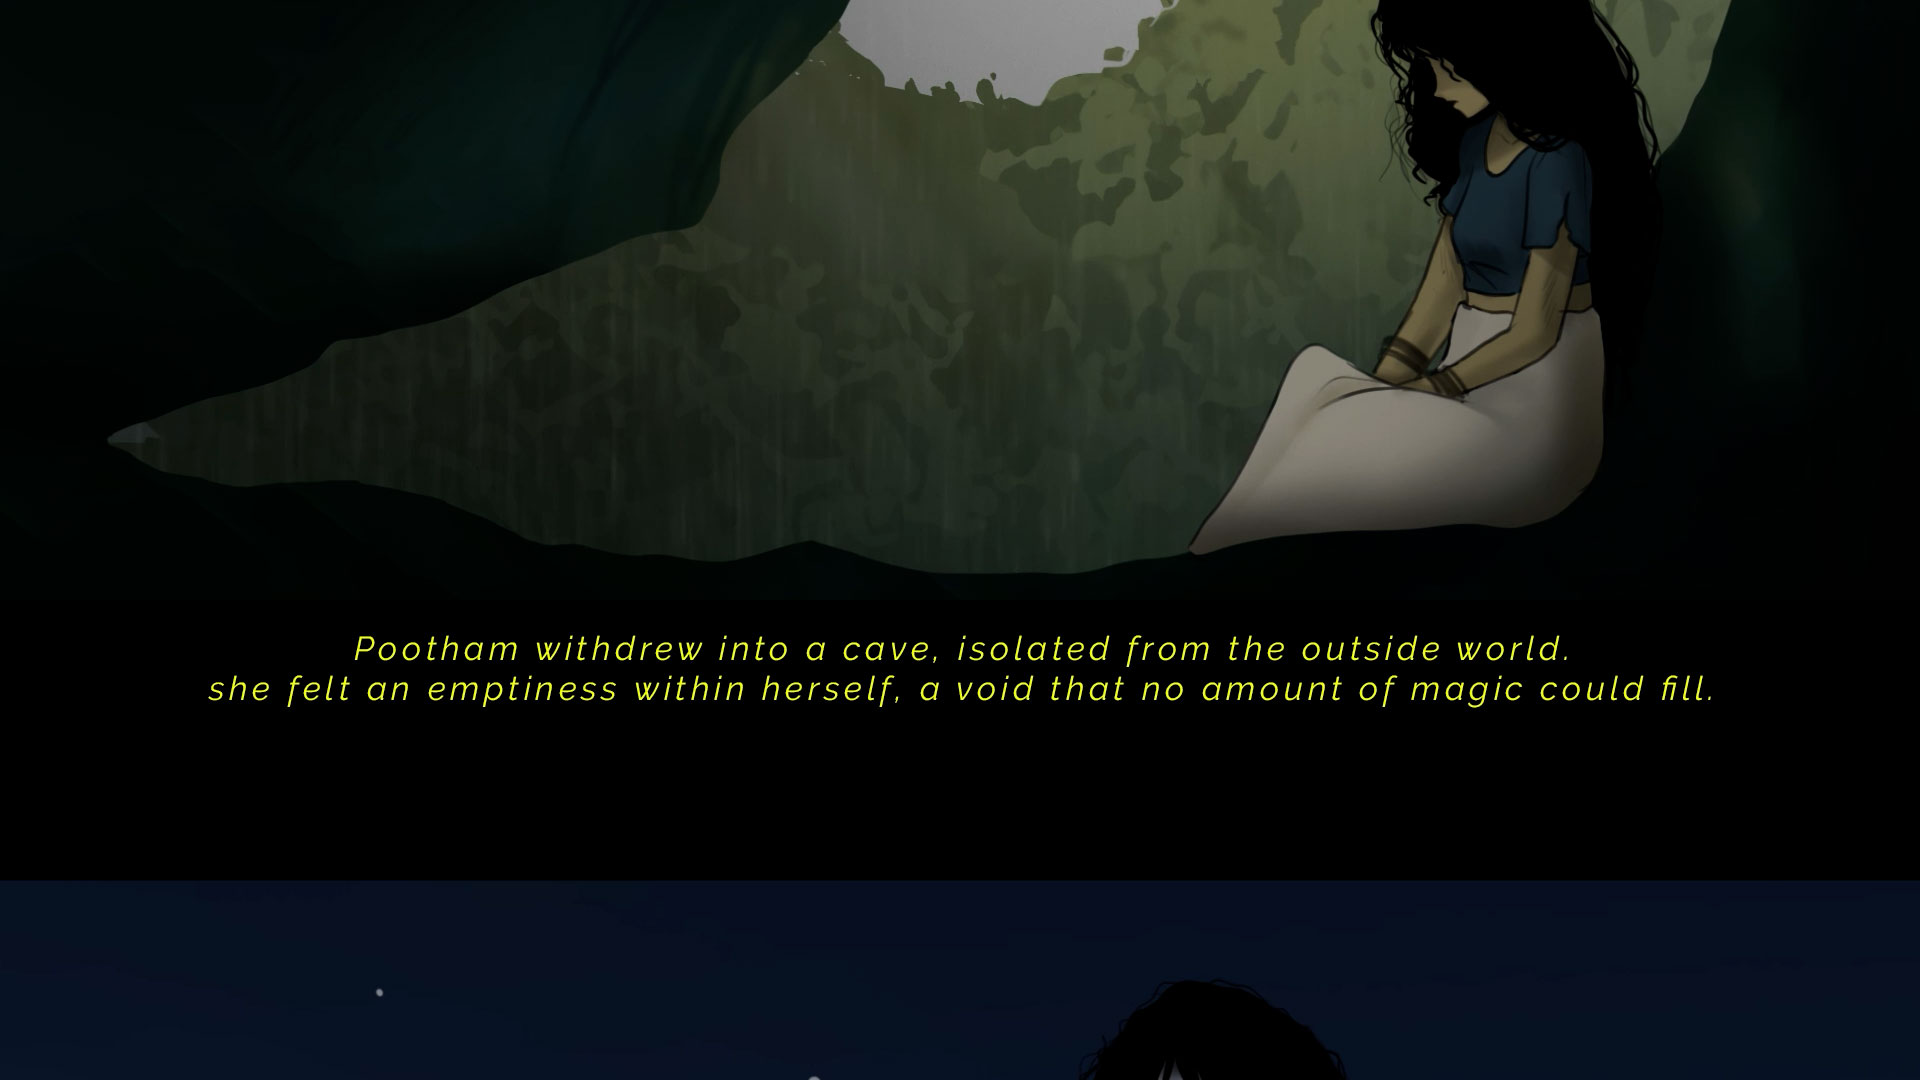 Pootham withdrew into a cave, isolated from the outside world.
she felt an emptiness within herself, a void that no amount of magic could fill.